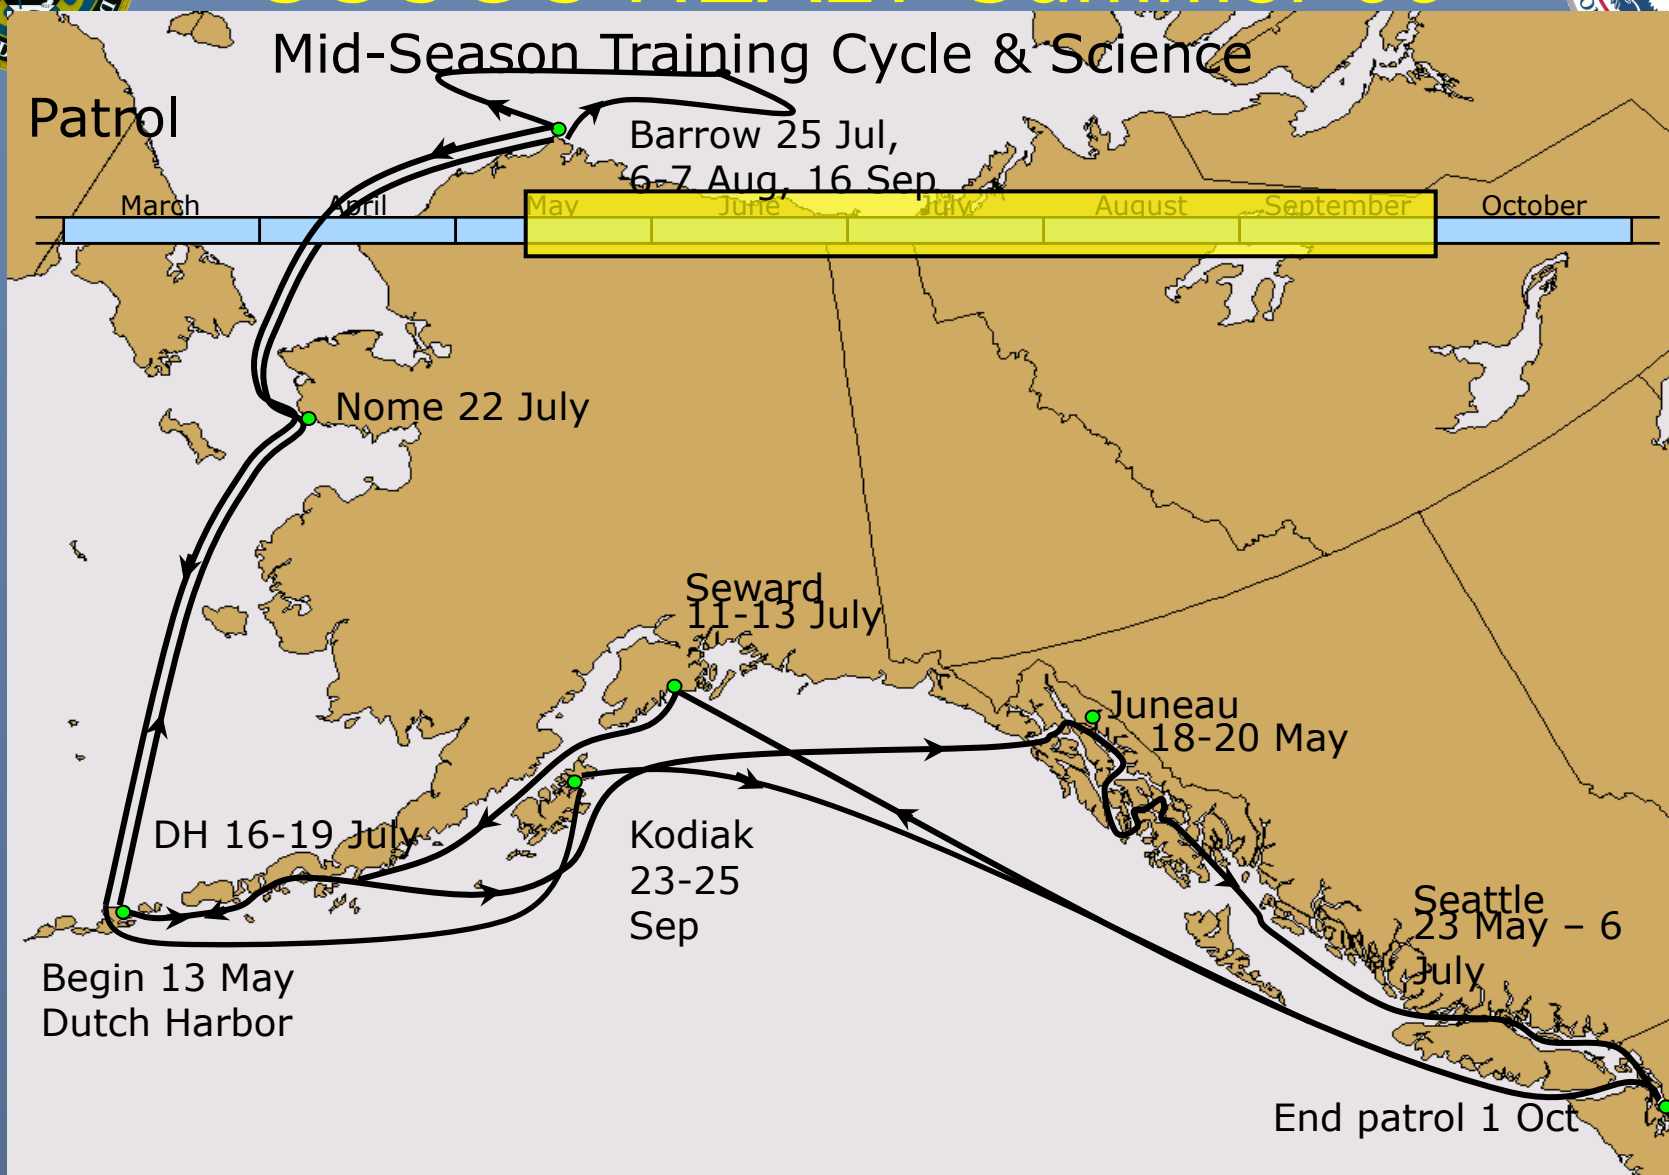 Mid-Season Training Cycle & Science
Patrol
Barrow 25 Jul,
6-7 Aug, 16 Sep
March April May June July August September October
Nome 22 July
Seward
11-13 July
Juneau
18-20 May
DH 16-19 July
Kodiak
23-25
Sep
Seattle
23 May – 6
July
Begin 13 May
Dutch Harbor
End patrol 1 Oct